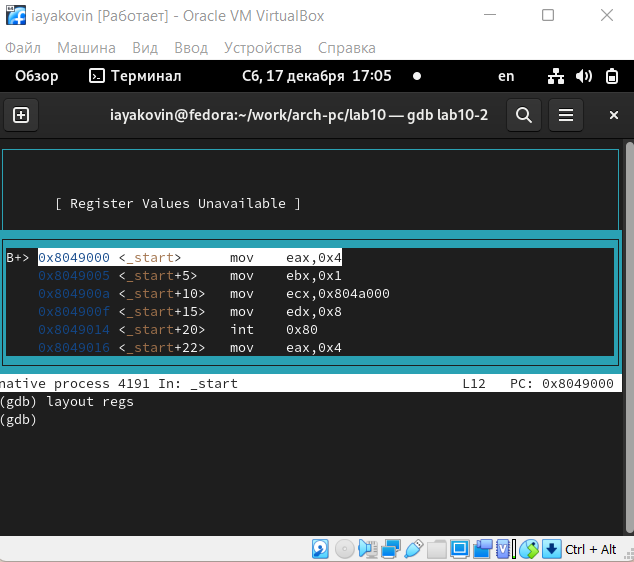 iayakovin [Работает] - Oracle VM VirtualBox
Файл Машина Вид Ввод Устройства Справка
Обзор Терминал Сб, 17 декабря 17:05 en
iayakovin@fedora:~/work/arch-pc/lab10 — gdb lab10-2
[ Register Values Unavailable ]
B+> 0x8049000 <_start> mov eax,0x4
0x8049005 <_start+5> mov ebx,0x1
0x804900a <_start+10> mov ecx,0x804a000
0x804900f <_start+15> mov edx,0x8
0x8049014 <_start+20> int 0x80
0x8049016 <_start+22> mov eax,0x4
native process 4191 In: _start L12 PC: 0x8049000
(gdb) layout regs
(gdb)
Ctrl + Alt